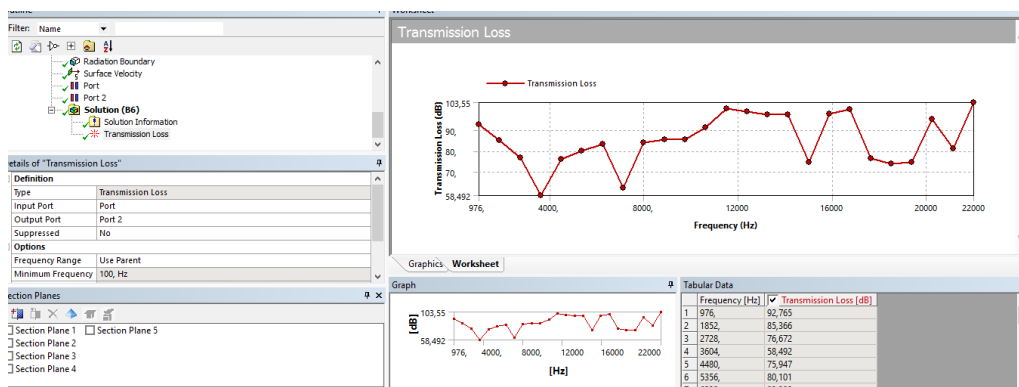 Filter: Name
Radiation Boundary
Surface Velocity
Port
Port 2
Solution (B6)
Solution Information
Transmission Loss
etails of "Transmission Loss"
Definition
Type Transmission Loss
Input Port Port
Output Port Port 2
Suppressed No
Options
Frequency Range Use Parent
Minimum Frequency 100, Hz
ection Planes
Section Plane 1 Section Plane 5
Section Plane 2
Section Plane 3
Section Plane 4
Transmission Loss
Transmission Loss
Transmission Loss (dB)
103,55
90,
80,
70,
58,492
976, 4000, 8000, 12000 16000 20000 22000
Frequency (Hz)
Graphics Worksheet
Graph
[dB]
103,55
58,492
976, 4000, 8000, 12000 16000 22000
[Hz]
Tabular Data
Frequency [Hz] Transmission Loss [dB]
1 976, 92,765
2 1852, 85,366
3 2728, 76,672
4 3604, 58,492
5 4480, 75,947
6 5356, 80,101